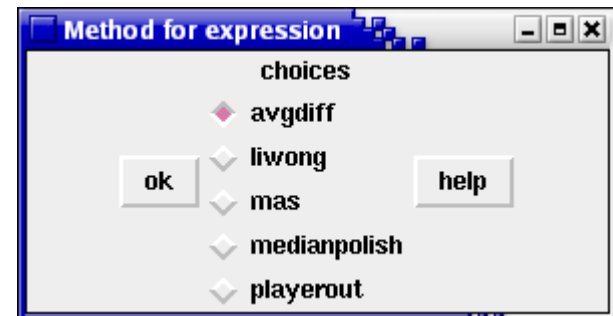 Method for expression
choices
avgdiff
liwong
ok
help
mas
medianpolish
playerout